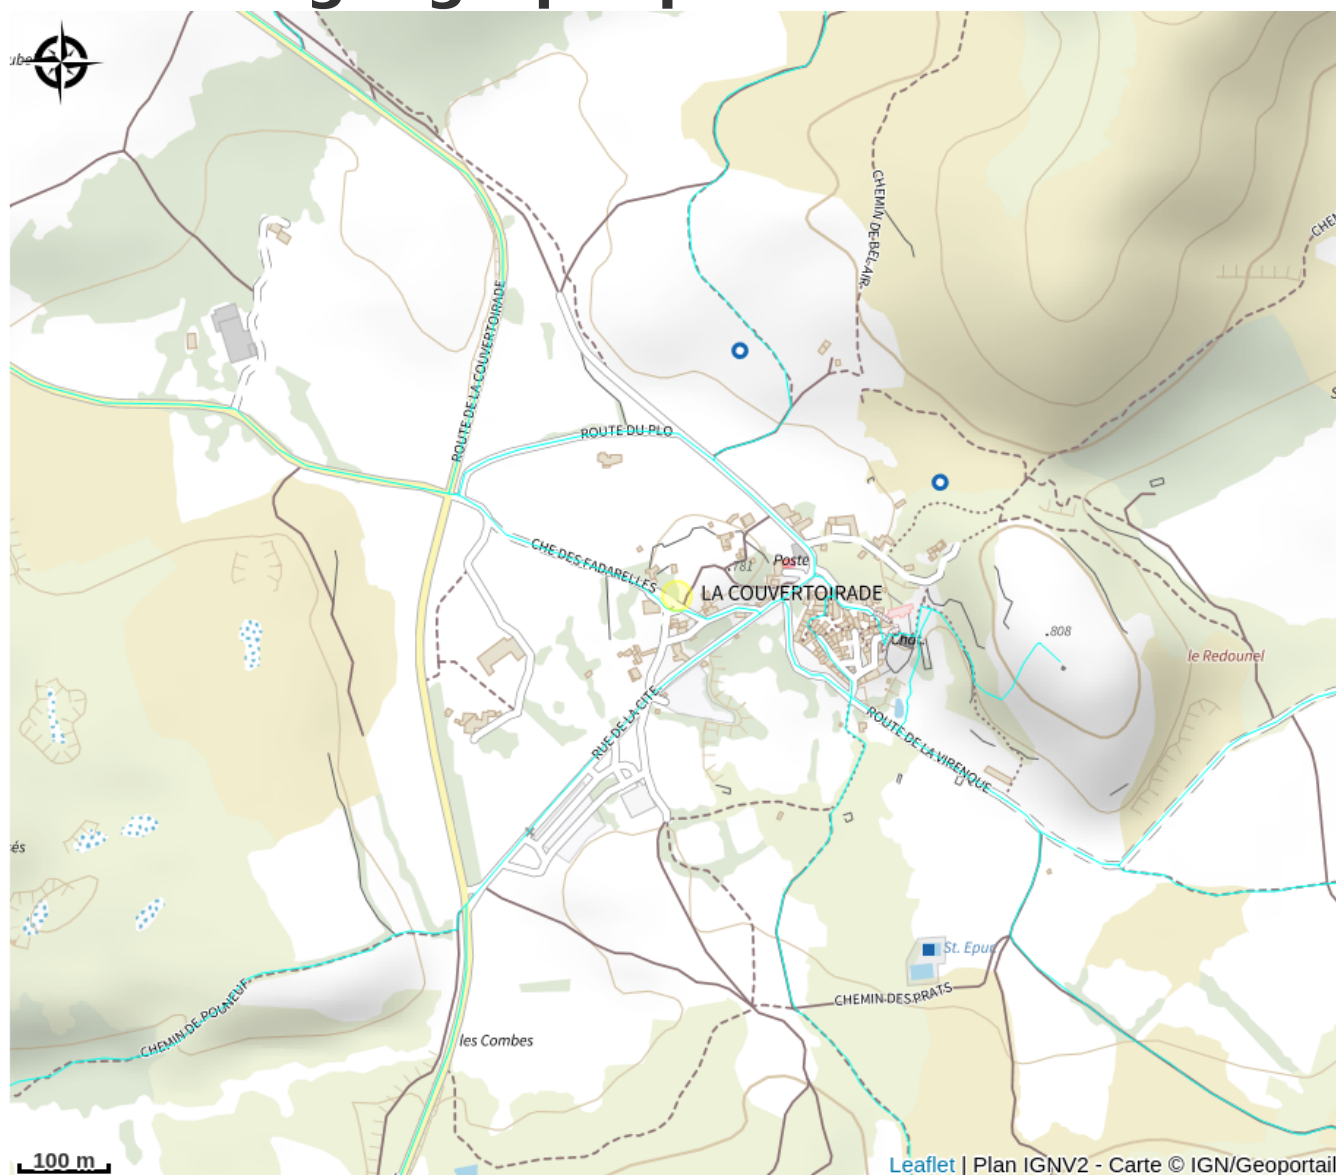 CHEMIN DE BEL-AIR
ROUTE DE LA COUVERTOIRADE
ROUTE DU PLO
CHE DES FADARELLES
Poste
781
LA COUVERTOIRADE
808
le Redounel
RUE DE LA CITÉ
ROUTE DE LA VIRENQUE
St. Epur.
CHEMIN DES PRATS
CHEMIN DE POUNEUF
les Combes
100 m
Leaflet | Plan IGNV2 - Carte © IGN/Geoportail